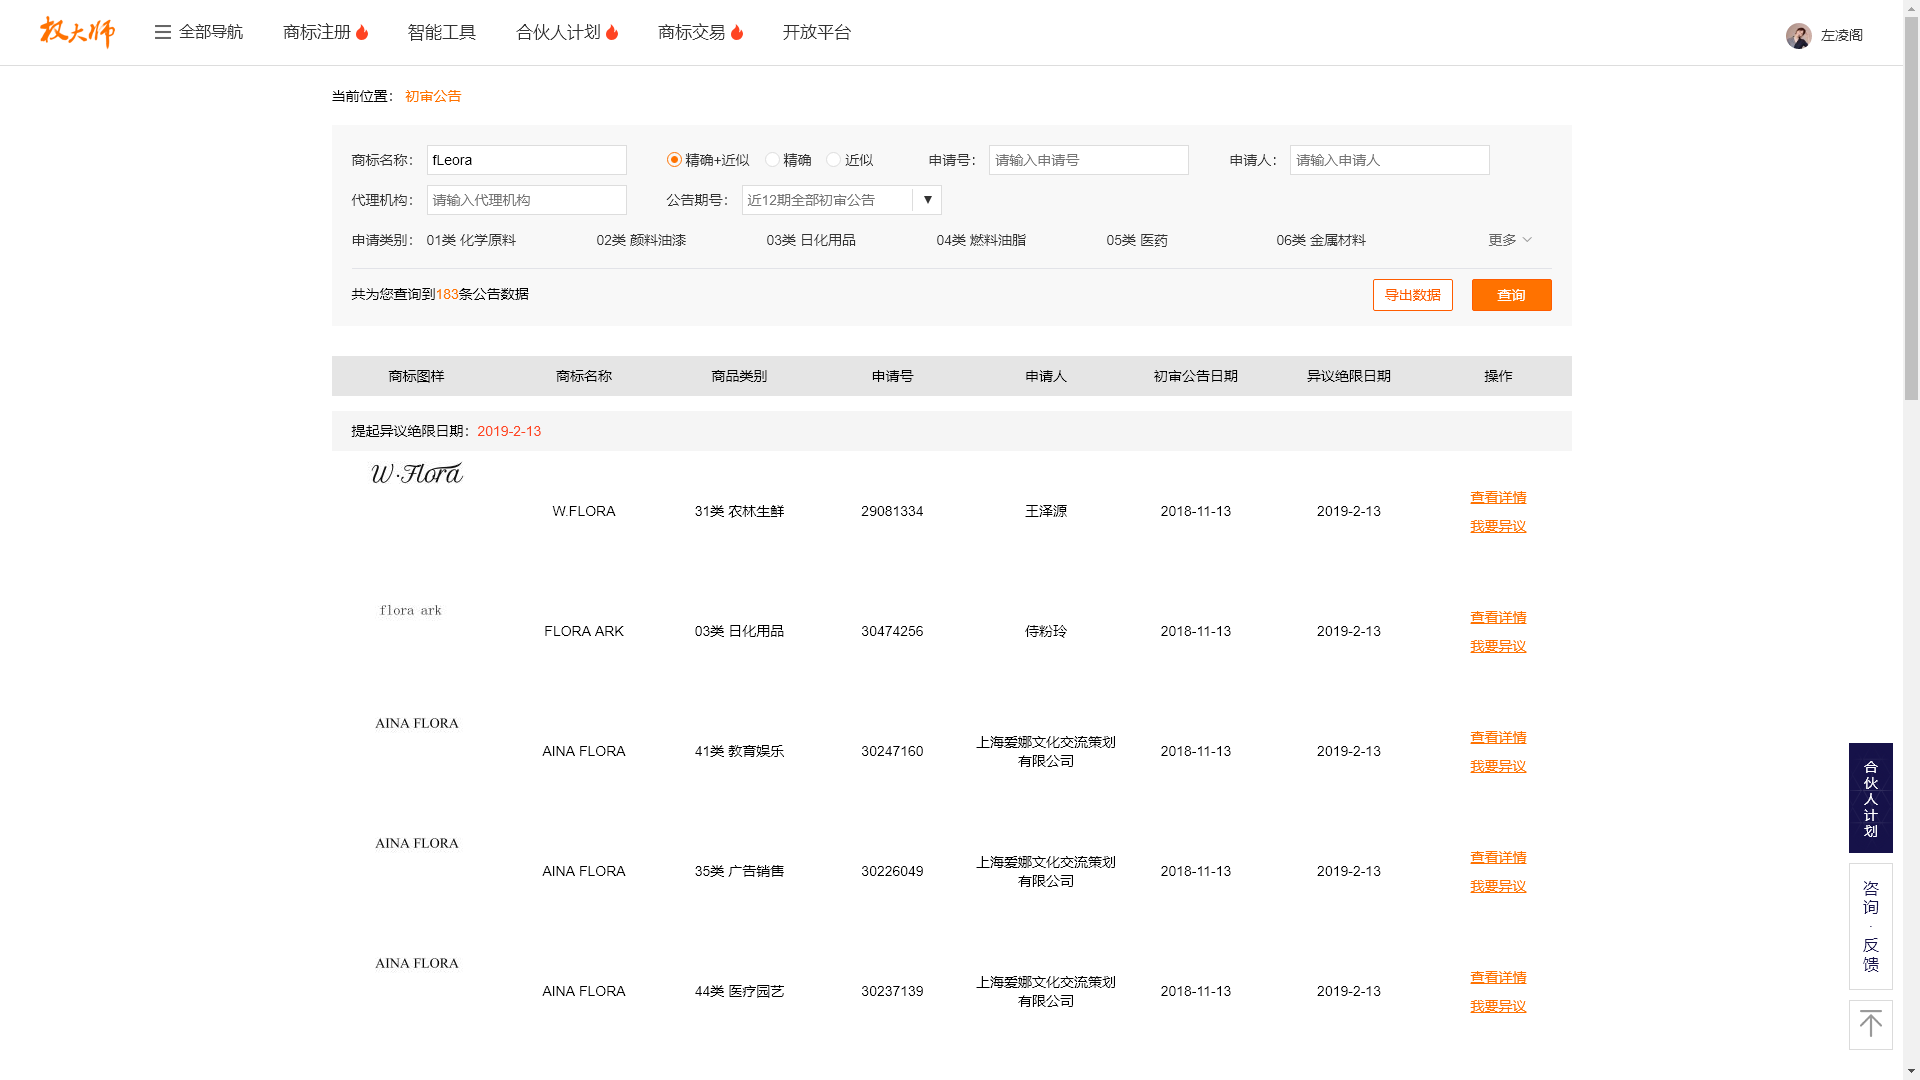 权大师 全部导航 商标注册 智能工具 合伙人计划 商标交易 开放平台 左凌阁
当前位置： 初审公告
商标名称： fLeora 精确+近似 精确 近似 申请号： 请输入申请号 申请人： 请输入申请人
代理机构： 请输入代理机构 公告期号： 近12期全部初审公告 ▼
申请类别： 01类 化学原料 02类 颜料油漆 03类 日化用品 04类 燃料油脂 05类 医药 06类 金属材料 更多
共为您查询到183条公告数据 导出数据 查询
商标图样 商标名称 商品类别 申请号 申请人 初审公告日期 异议绝限日期 操作
提起异议绝限日期：2019-2-13
W·Flora
W.FLORA 31类 农林生鲜 29081334 王泽源 2018-11-13 2019-2-13 查看详情
我要异议
flora ark
FLORA ARK 03类 日化用品 30474256 侍粉玲 2018-11-13 2019-2-13 查看详情
我要异议
AINA FLORA
AINA FLORA 41类 教育娱乐 30247160 上海爱娜文化交流策划有限公司 2018-11-13 2019-2-13 查看详情
我要异议
AINA FLORA
AINA FLORA 35类 广告销售 30226049 上海爱娜文化交流策划有限公司 2018-11-13 2019-2-13 查看详情
我要异议
AINA FLORA
AINA FLORA 44类 医疗园艺 30237139 上海爱娜文化交流策划有限公司 2018-11-13 2019-2-13 查看详情
我要异议
合伙人计划
咨询·反馈